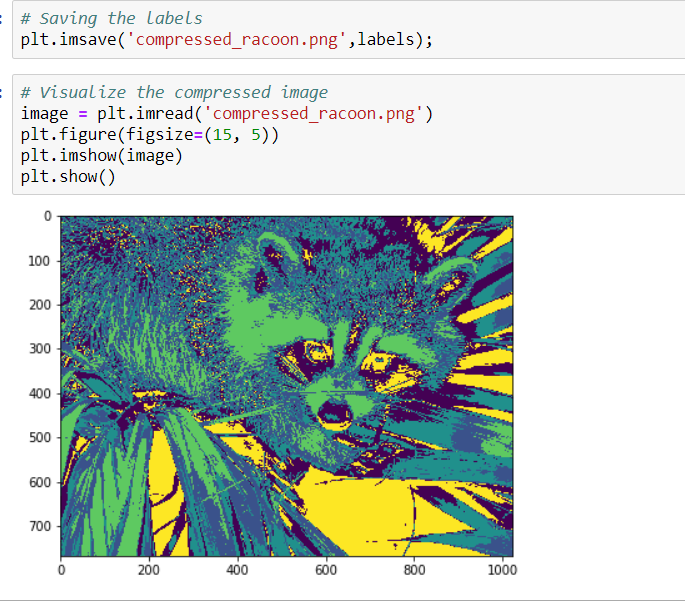 # Saving the labels
plt.imsave('compressed_racoon.png',labels);
# Visualize the compressed image
image = plt.imread('compressed_racoon.png')
plt.figure(figsize=(15, 5))
plt.imshow(image)
plt.show()
0
100
200
300
400
500
600
700
0 200 400 600 800 1000